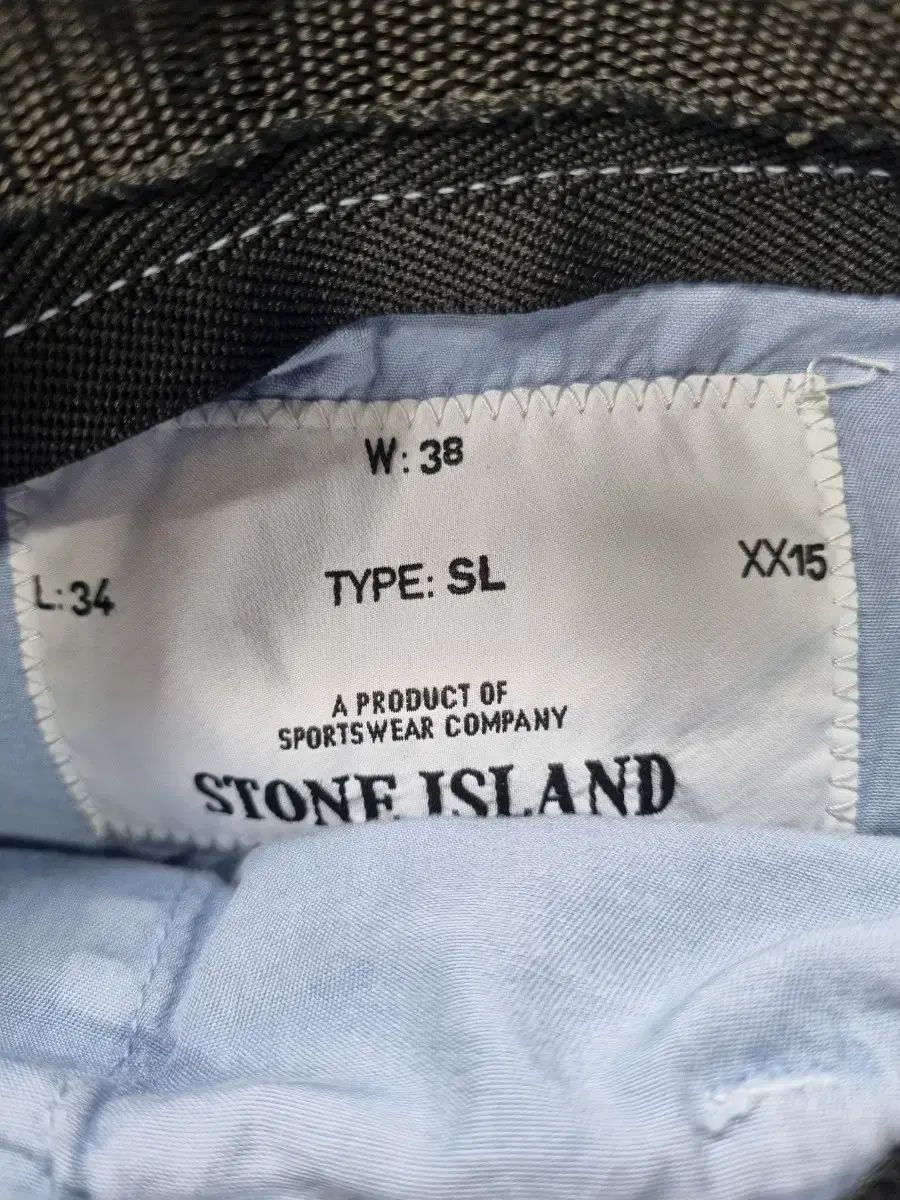 W: 38
L: 34
TYPE: SL
XX15
A PRODUCT OF
SPORTSWEAR COMPANY
STONE ISLAND